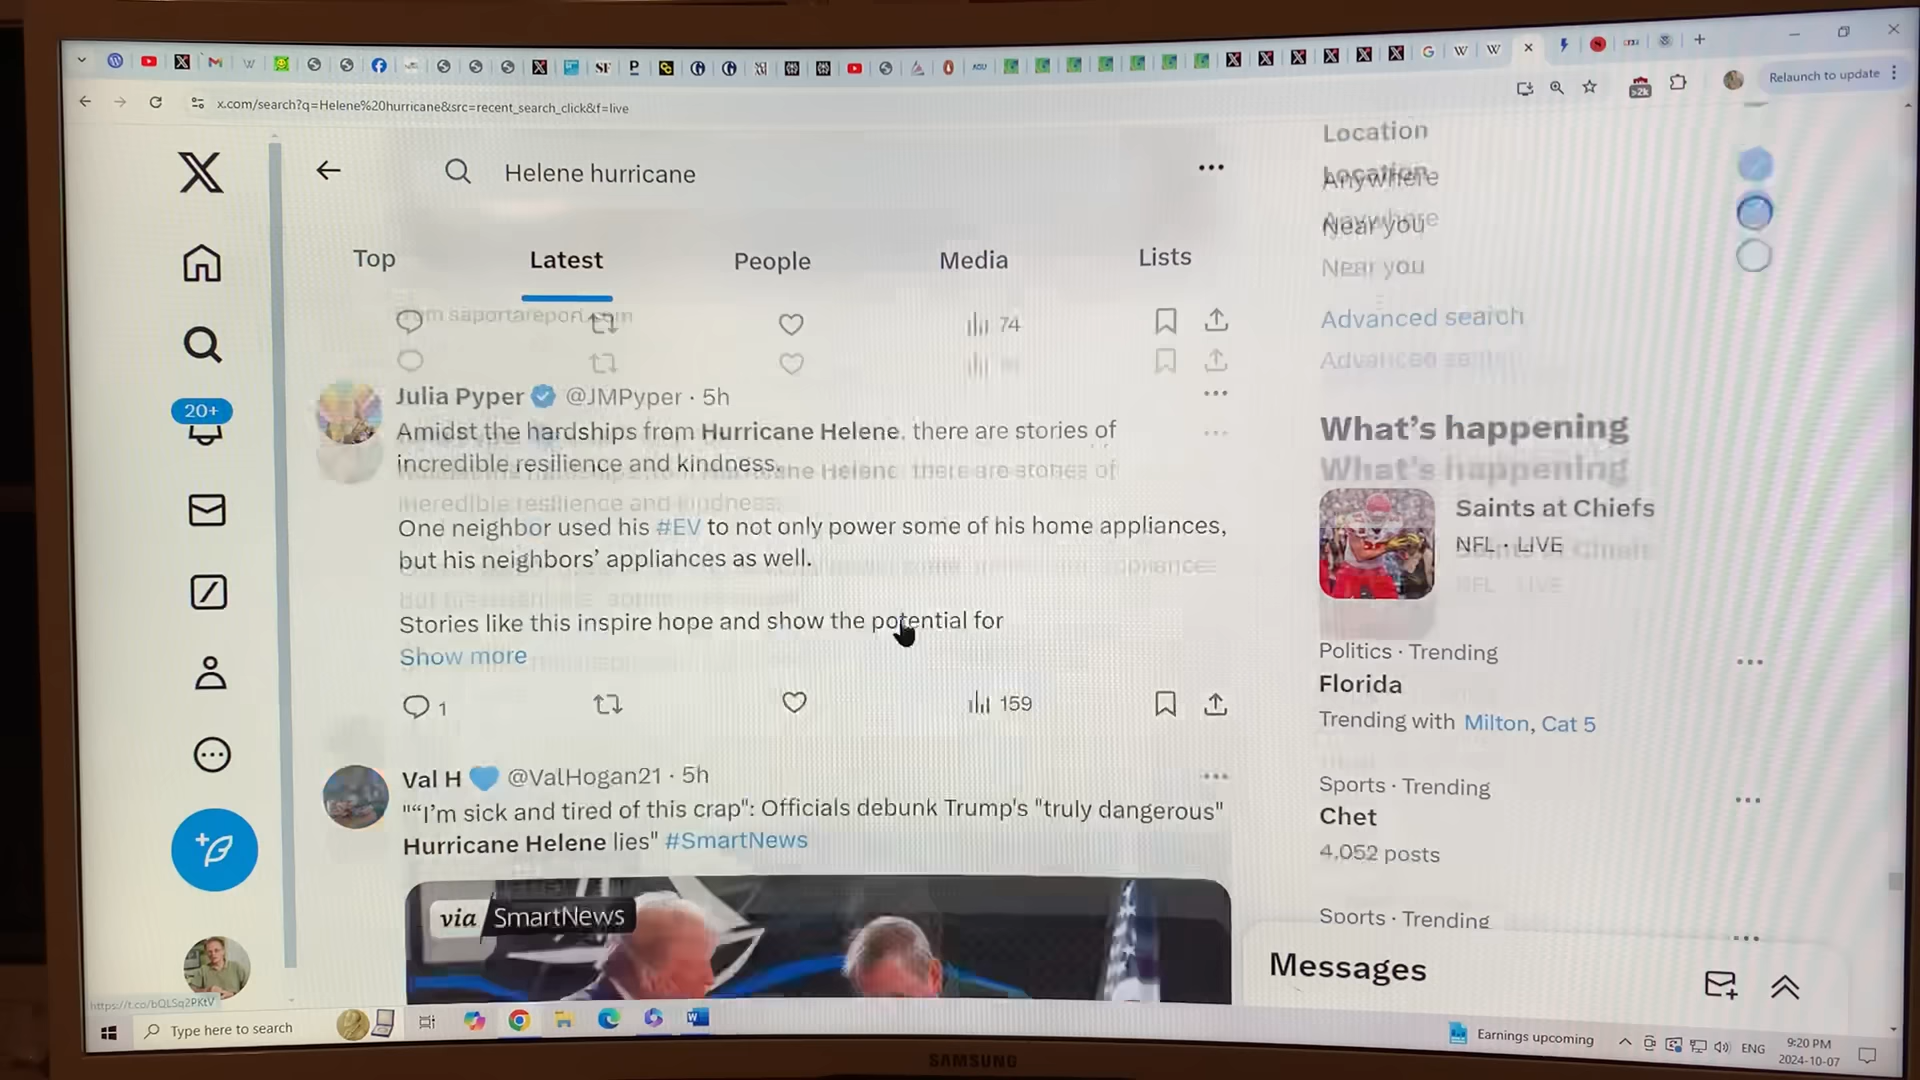 x.com/search?q=Helene%20hurricane&src=recent_search_click&f=live
Relaunch to update
Helene hurricane
Top
Latest
People
Media
Lists
from saportareport.com
74
Julia Pyper @JMPyper · 5h
Amidst the hardships from Hurricane Helene, there are stories of
incredible resilience and kindness.
One neighbor used his #EV to not only power some of his home appliances,
but his neighbors’ appliances as well.
Stories like this inspire hope and show the potential for
Show more
1
159
Val H @ValHogan21 · 5h
"“I’m sick and tired of this crap": Officials debunk Trump's "truly dangerous"
Hurricane Helene lies" #SmartNews
via SmartNews
20+
Location
Anywhere
Near you
Advanced search
What’s happening
Saints at Chiefs
NFL · LIVE
Politics · Trending
Florida
Trending with Milton, Cat 5
Sports · Trending
Chet
4,052 posts
Sports · Trending
Messages
https://t.co/bQLSq2PKtV
Type here to search
Earnings upcoming
ENG
9:20 PM
2024-10-07
SAMSUNG